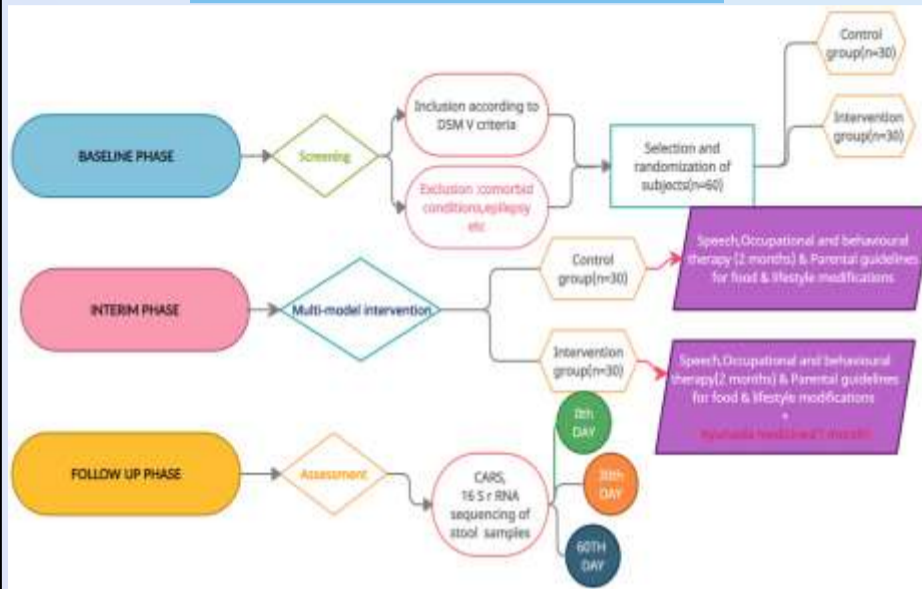 BASELINE PHASE
Screening
Inclusion according to
DSM V criteria
Exclusion :comorbid
conditions,epilepsy
etc
Selection and
randomization of
subjects(n=60)
Control
group(n=30)
Intervention
group(n=30)
INTERIM PHASE
Multi-model intervention
Control
group(n=30)
Speech,Occupational and behavioural
therapy (2 months) & Parental guidelines
for food & lifestyle modifications
Intervention
group(n=30)
Speech,Occupational and behavioural
therapy(2 months) & Parental guidelines
for food & lifestyle modifications
+
FOLLOW UP PHASE
Assessment
CARS,
16 S r RNA
sequencing of
stool samples
DAY
30th
DAY
60TH
DAY